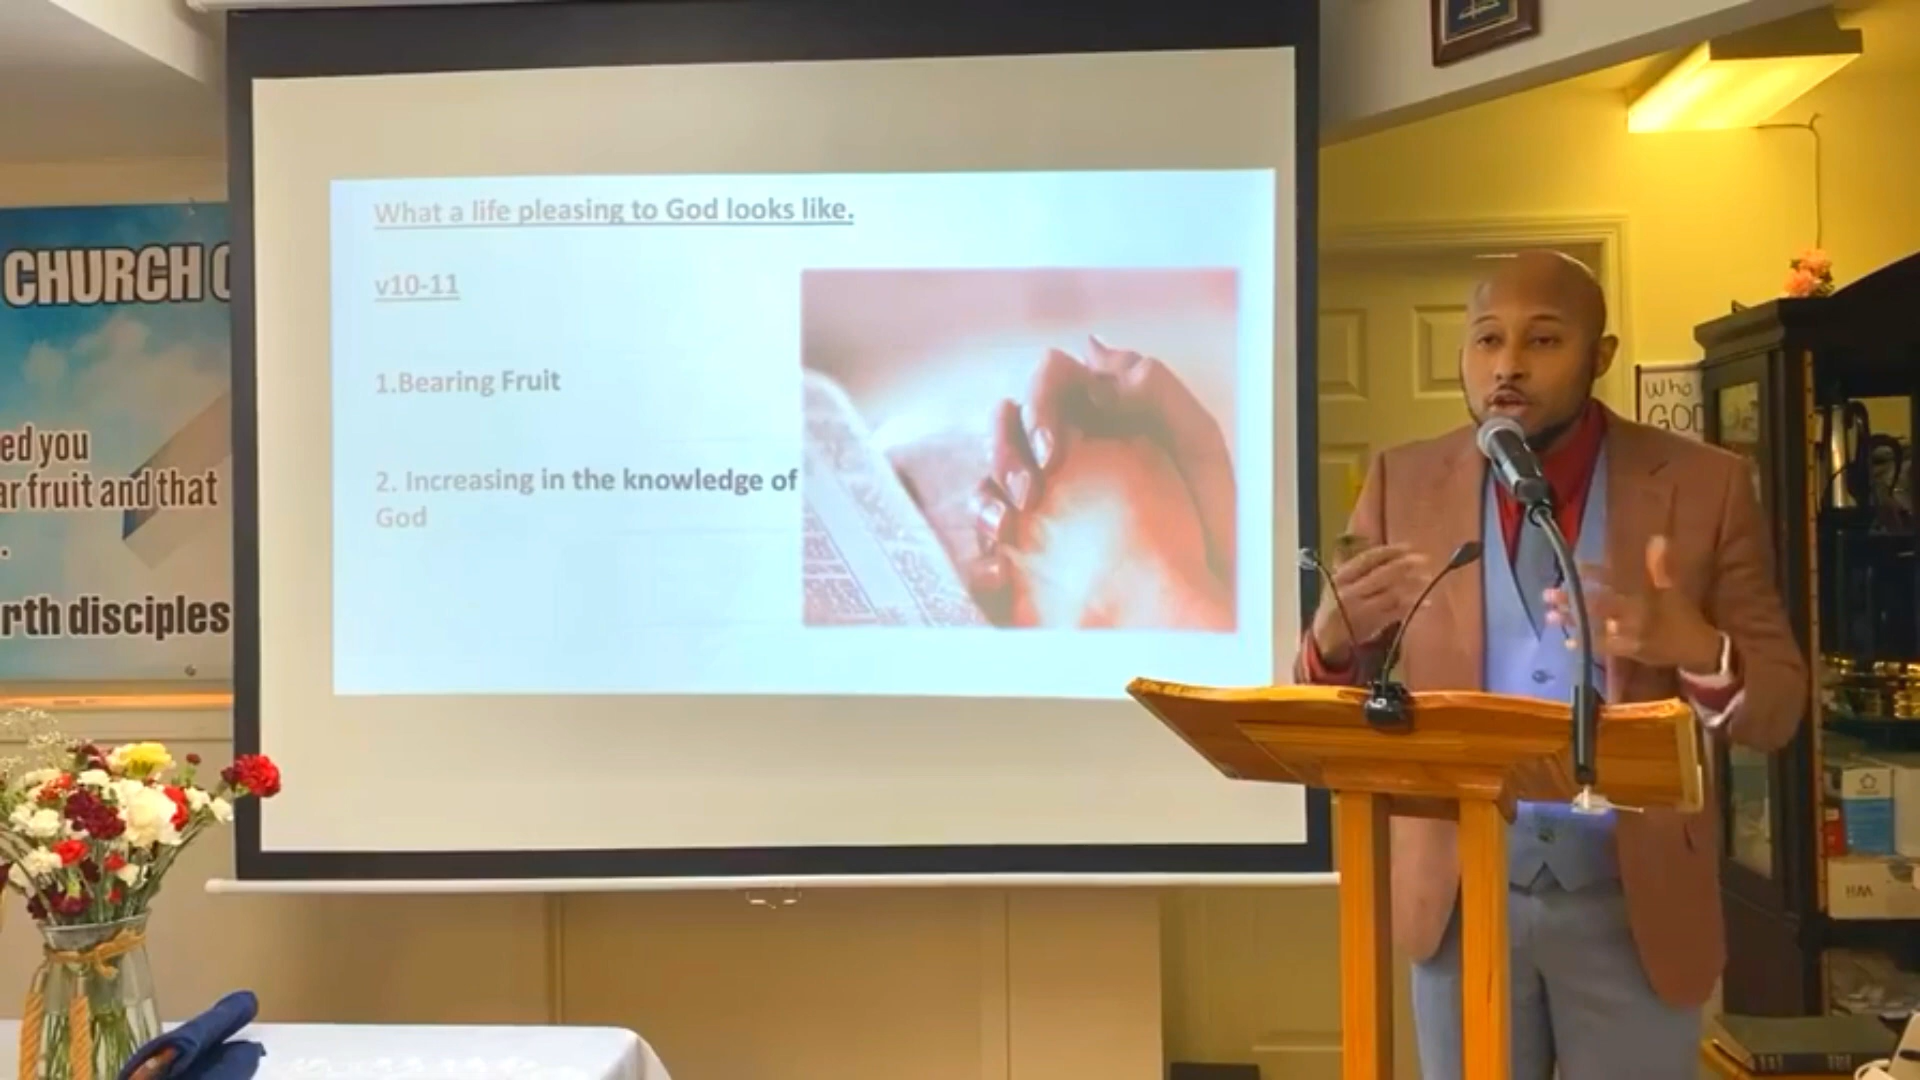 What a life pleasing to God looks like.
v10-11
1.Bearing Fruit
2. Increasing in the knowledge of
God
CHURCH
ed you
ar fruit and that
.
rth disciples
Who
GOD